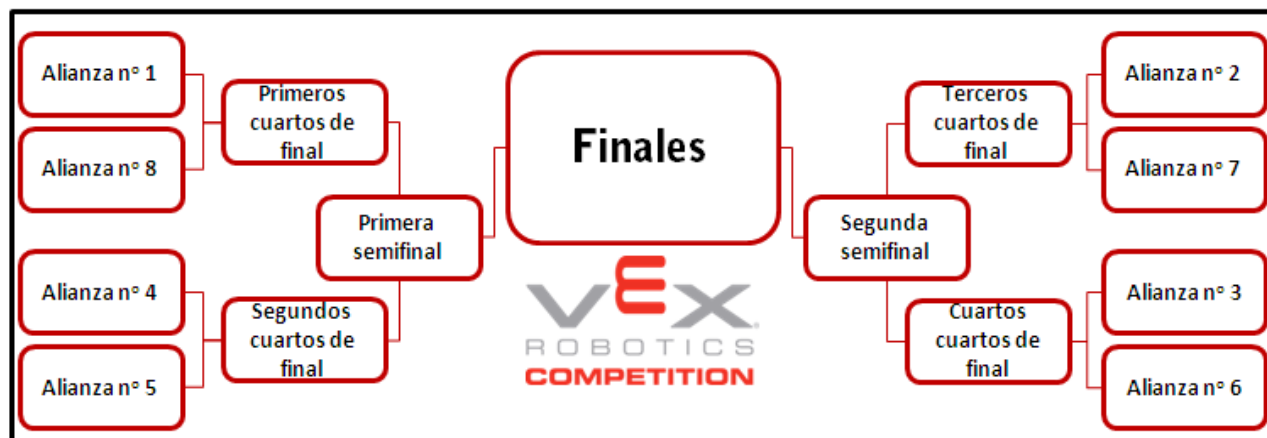 Alianza nº 1
Alianza nº 8
Primeros
cuartos de
final
Alianza nº 4
Alianza nº 5
Segundos
cuartos de
final
Primera
semifinal
Finales
VEX
ROBOTICS
COMPETITION
Segunda
semifinal
Terceros
cuartos de
final
Alianza nº 2
Alianza nº 7
Cuartos
cuartos de
final
Alianza nº 3
Alianza nº 6